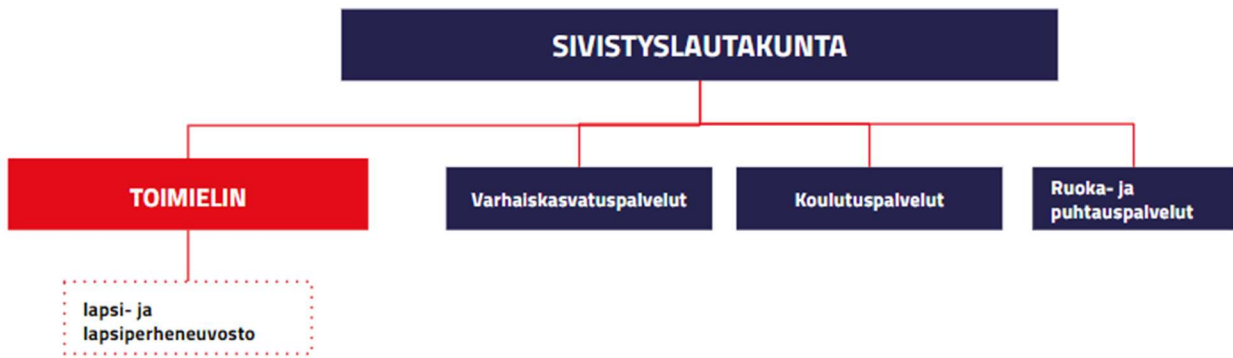 SIVISTYSLAUTAKUNTA
TOIMIELIN
Varhaiskasvatuspalvelut
Koulutuspalvelut
Ruoka- ja
puhtauspalvelut
lapsi- ja
lapsiperheneuvosto